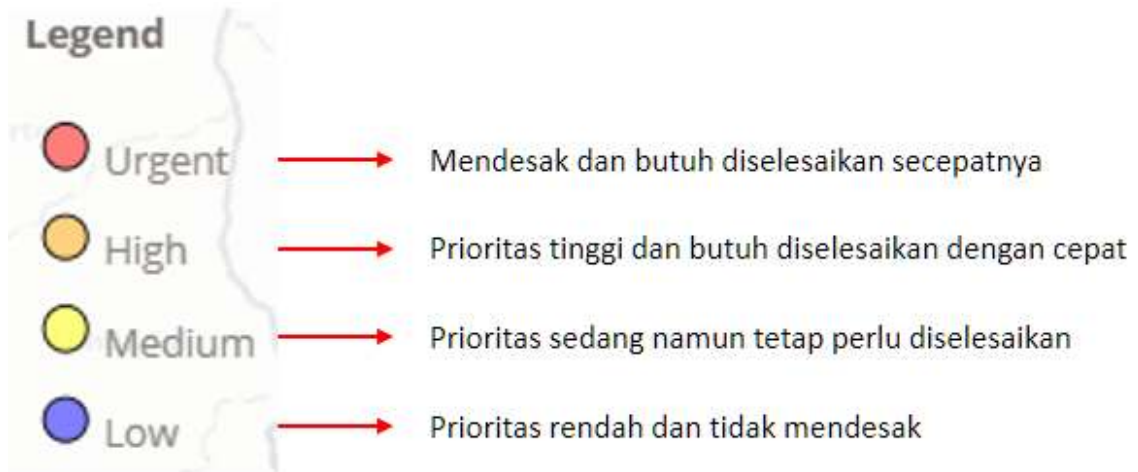 Legend
Urgent Mendesak dan butuh diselesaikan secepatnya
High Prioritas tinggi dan butuh diselesaikan dengan cepat
Medium Prioritas sedang namun tetap perlu diselesaikan
Low Prioritas rendah dan tidak mendesak